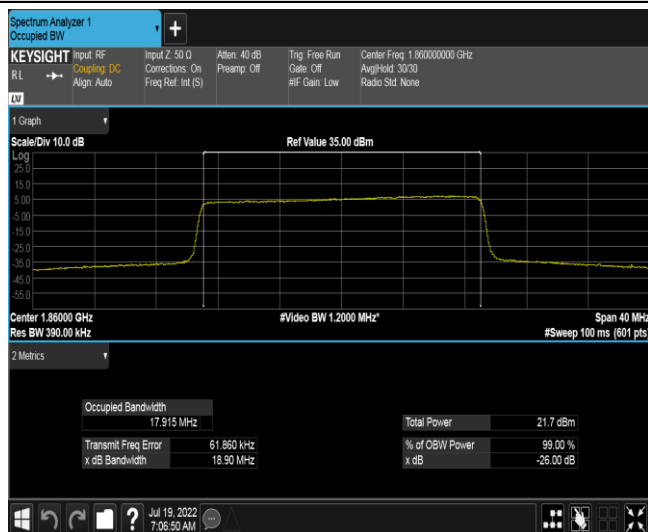 Spectrum Analyzer 1
Occupied BW
+
KEYSIGHT Input: RF Input Z: 50 Ω Atten: 40 dB Trig: Free Run Center Freq: 1.860000000 GHz
RL Coupling: DC Corrections: On Preamp: Off Gate: Off Avg|Hold: 30/30
Align: Auto Freq Ref: Int (S) #IF Gain: Low Radio Std: None
LXI
1 Graph
Scale/Div 10.0 dB Ref Value 35.00 dBm
Log
25.0
15.0
5.00
-5.00
-15.0
-25.0
-35.0
-45.0
-55.0
Center 1.86000 GHz #Video BW 1.2000 MHz* Span 40 MHz
Res BW 390.00 kHz #Sweep 100 ms (601 pts)
2 Metrics
Occupied Bandwidth
17.915 MHz Total Power 21.7 dBm
Transmit Freq Error 61.860 kHz % of OBW Power 99.00 %
x dB Bandwidth 18.90 MHz x dB -26.00 dB
? Jul 19, 2022
7:06:50 AM